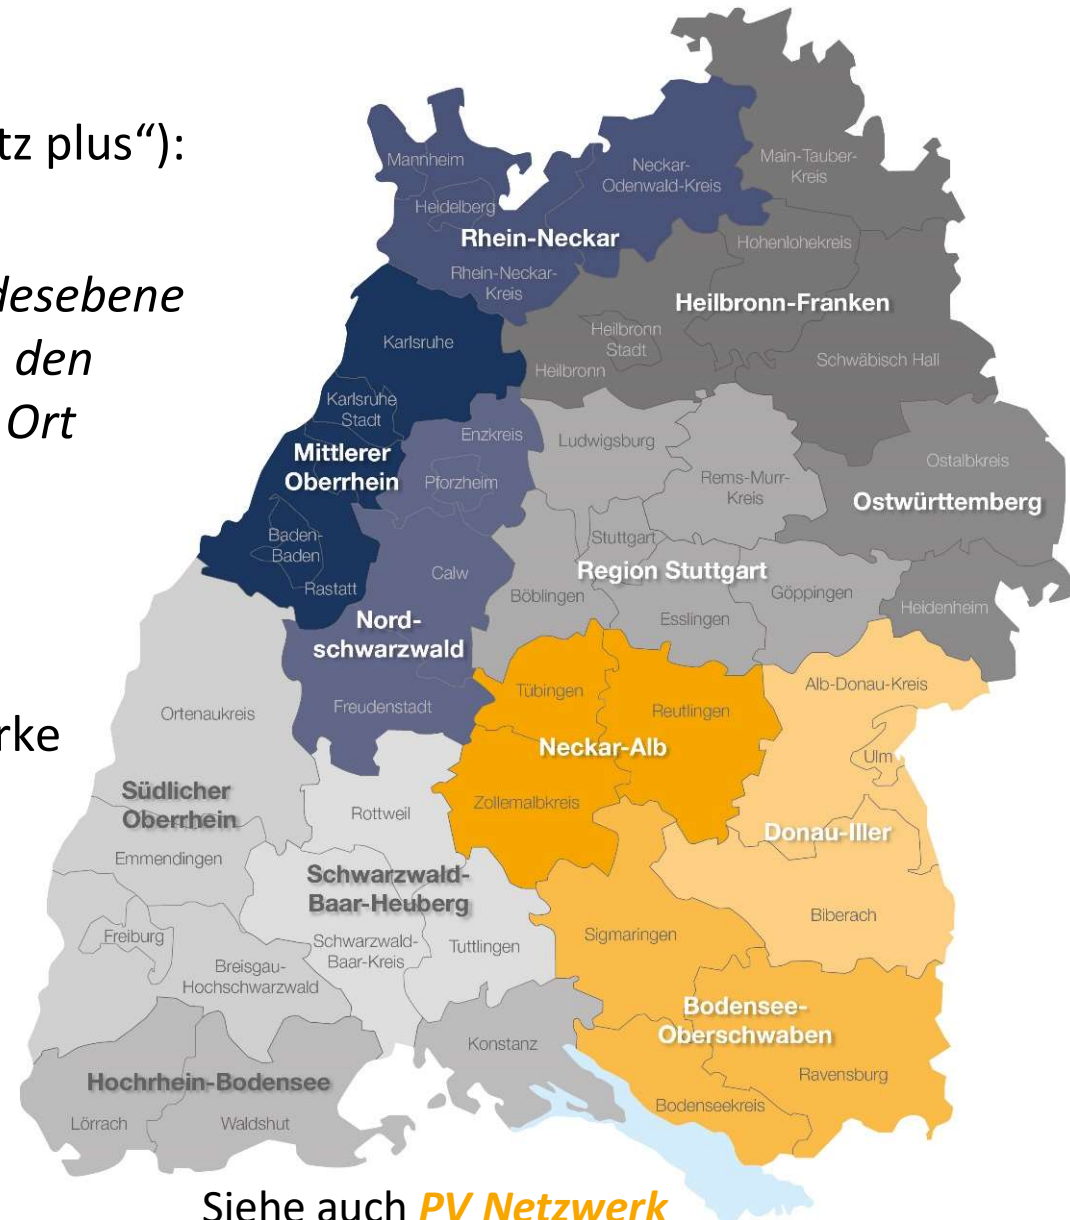 tz plus“):
desebene
den
Ort
rke
Mannheim
Heidelberg
Neckar-
Odenwald-Kreis
Main-Tauber-
Kreis
Rhein-Neckar
Rhein-Neckar-
Kreis
Hohenlohekreis
Heilbronn-Franken
Heilbronn
Stadt
Heilbronn
Schwäbisch Hall
Karlsruhe
Karlsruhe
Stadt
Mittlerer
Oberrhein
Baden-
Baden
Rastatt
Enzkreis
Pforzheim
Calw
Nord-
schwarzwald
Freudenstadt
Ludwigsburg
Rems-Murr-
Kreis
Stuttgart
Region Stuttgart
Böblingen
Esslingen
Göppingen
Ostalbkreis
Ostwürttemberg
Heidenheim
Ortenaukreis
Südlicher
Oberrhein
Emmendingen
Freiburg
Breisgau-
Hochschwarzwald
Tübingen
Reutlingen
Neckar-Alb
Zollernalbkreis
Alb-Donau-Kreis
Ulm
Donau-Iller
Biberach
Rottweil
Schwarzwald-
Baar-Heuberg
Schwarzwald-
Baar-Kreis
Tuttlingen
Sigmaringen
Bodensee-
Oberschwaben
Ravensburg
Bodenseekreis
Konstanz
Hochrhein-Bodensee
Lörrach
Waldshut
Siehe auch PV Netzwerk